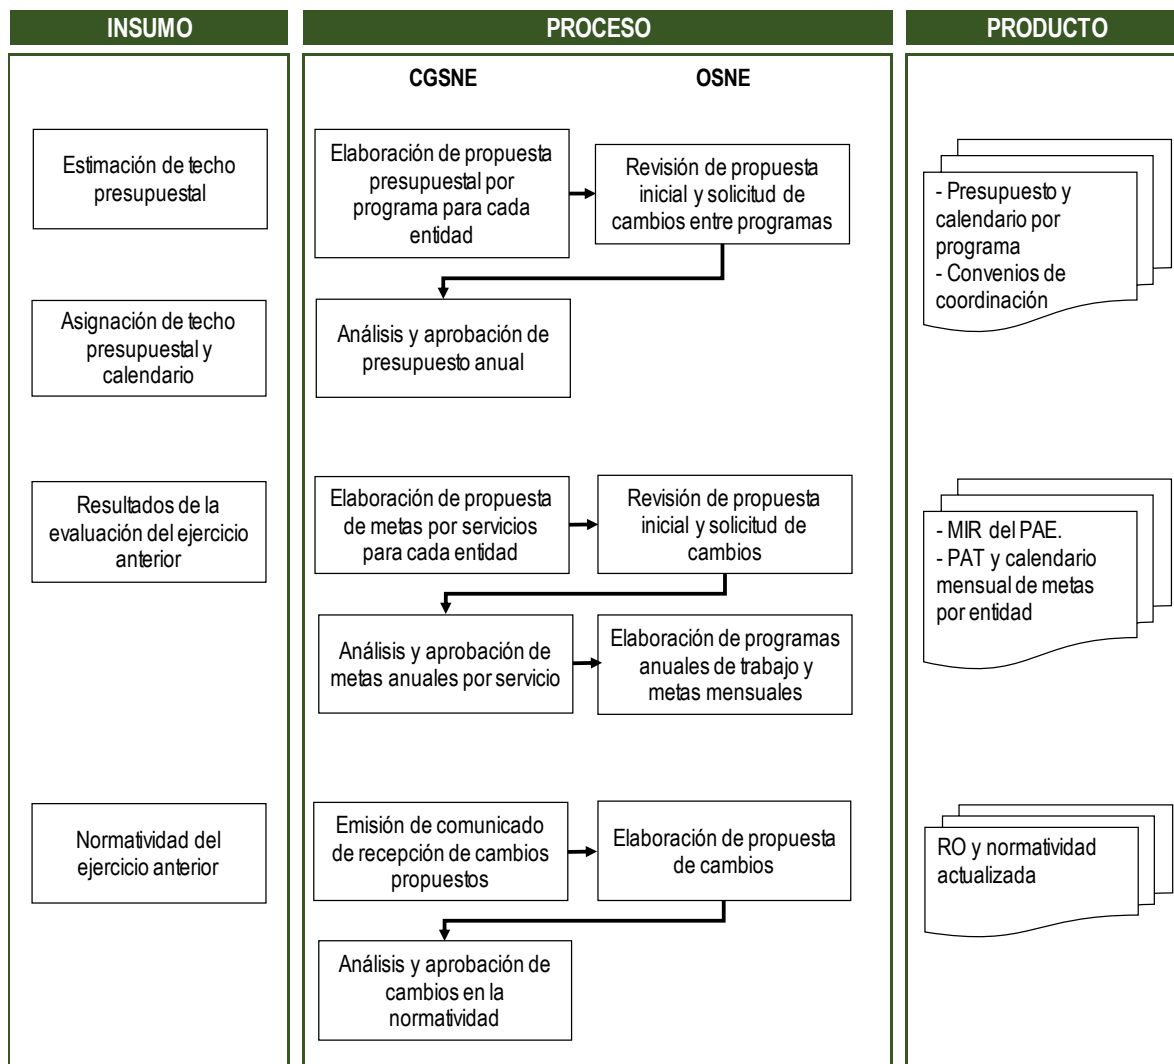 INSUMO
PROCESO
PRODUCTO
CGSNE
OSNE
Estimación de techo
presupuestal
Elaboración de propuesta
presupuestal por
programa para cada
entidad
Revisión de propuesta
inicial y solicitud de
cambios entre programas
- Presupuesto y
calendario por
programa
- Convenios de
coordinación
Asignación de techo
presupuestal y
calendario
Análisis y aprobación de
presupuesto anual
Resultados de la
evaluación del ejercicio
anterior
Elaboración de propuesta
de metas por servicios
para cada entidad
Revisión de propuesta
inicial y solicitud de
cambios
- MIR del PAE.
- PAT y calendario
mensual de metas
por entidad
Análisis y aprobación de
metas anuales por servicio
Elaboración de programas
anuales de trabajo y
metas mensuales
Normatividad del
ejercicio anterior
Emisión de comunicado
de recepción de cambios
propuestos
Elaboración de propuesta
de cambios
RO y normatividad
actualizada
Análisis y aprobación de
cambios en la
normatividad